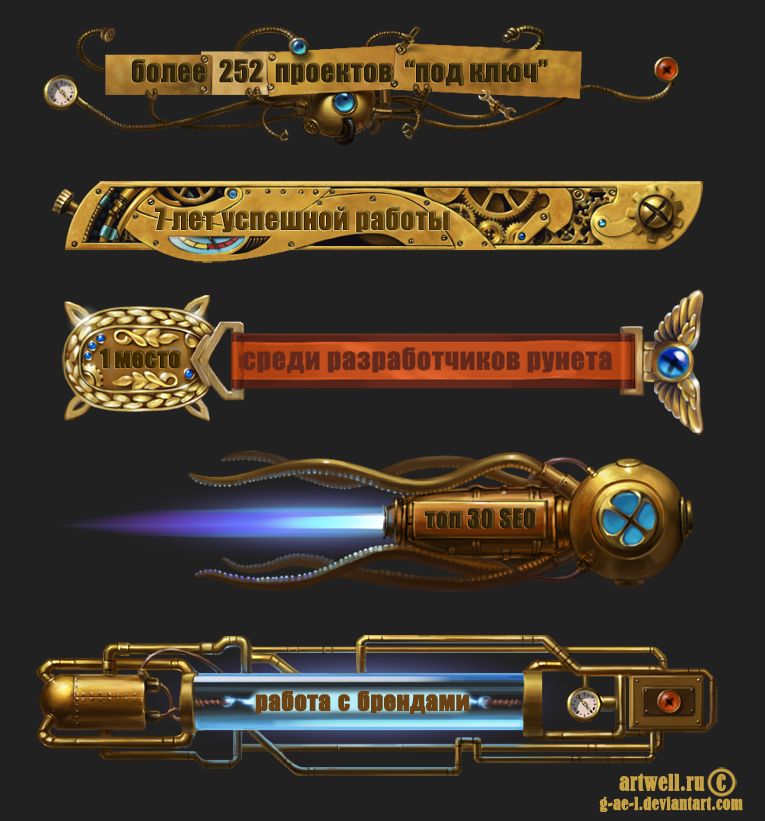 более 252 проектов "под ключ"
7 лет успешной работы
1 место среди разработчиков рунета
топ 30 SEO
работа с брендами
artwell.ru ©
g-ae-l.deviantart.com